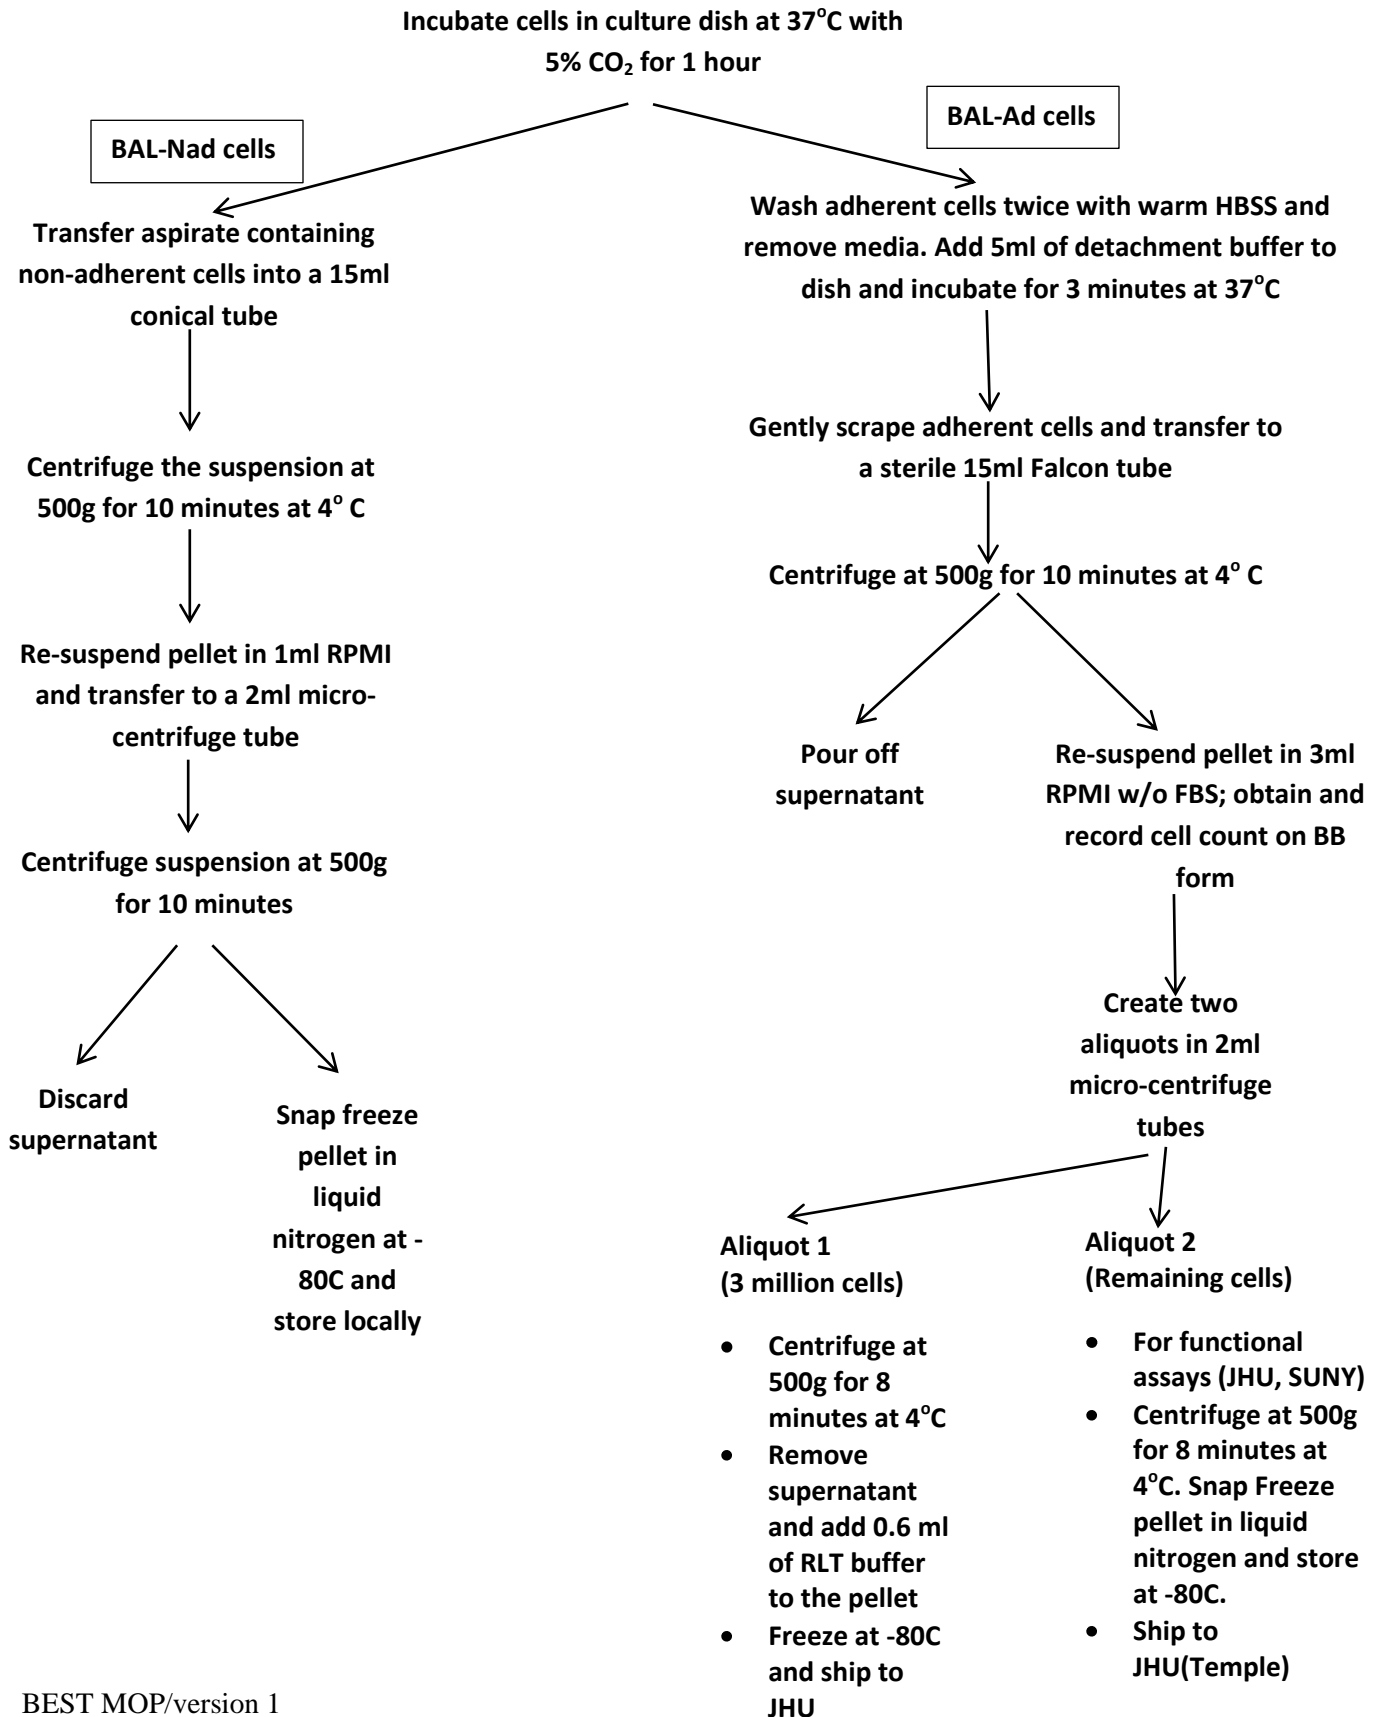 Incubate cells in culture dish at 37°C with
5% CO₂ for 1 hour
BAL-Nad cells
BAL-Ad cells
Transfer aspirate containing
non-adherent cells into a 15ml
conical tube
Centrifuge the suspension at
500g for 10 minutes at 4° C
Re-suspend pellet in 1ml RPMI
and transfer to a 2ml micro-
centrifuge tube
Centrifuge suspension at 500g
for 10 minutes
Discard
supernatant
Snap freeze
pellet in
liquid
nitrogen at -
80C and
store locally
Wash adherent cells twice with warm HBSS and
remove media. Add 5ml of detachment buffer to
dish and incubate for 3 minutes at 37°C
Gently scrape adherent cells and transfer to
a sterile 15ml Falcon tube
Centrifuge at 500g for 10 minutes at 4° C
Pour off
supernatant
Re-suspend pellet in 3ml
RPMI w/o FBS; obtain and
record cell count on BB
form
Create two
aliquots in 2ml
micro-centrifuge
tubes
Aliquot 1
(3 million cells)
• Centrifuge at
500g for 8
minutes at 4°C
• Remove
supernatant
and add 0.6 ml
of RLT buffer
to the pellet
• Freeze at -80C
and ship to
JHU
Aliquot 2
(Remaining cells)
• For functional
assays (JHU, SUNY)
• Centrifuge at 500g
for 8 minutes at
4°C. Snap Freeze
pellet in liquid
nitrogen and store
at -80C.
• Ship to
JHU(Temple)
BEST MOP/version 1